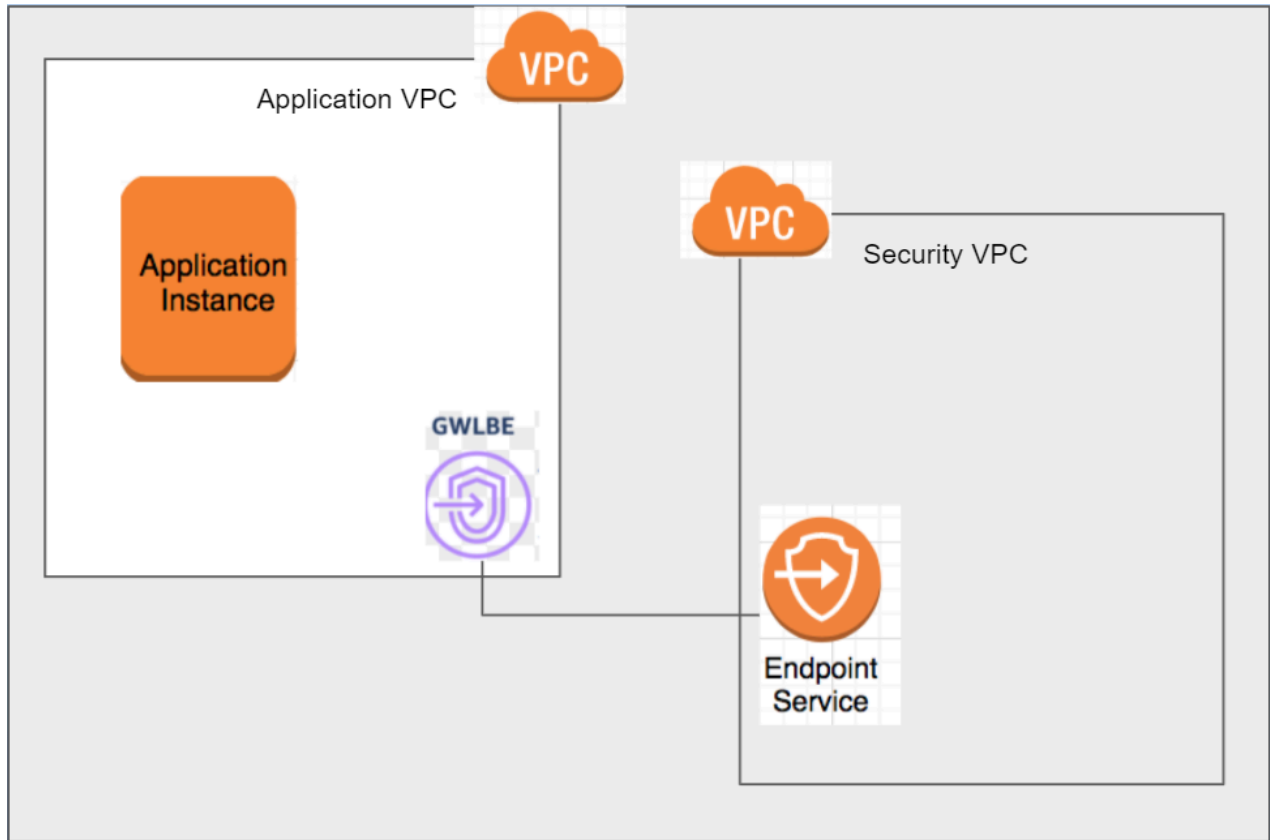 VPC
Application VPC
Application
Instance
GWLBE
VPC
Security VPC
Endpoint
Service